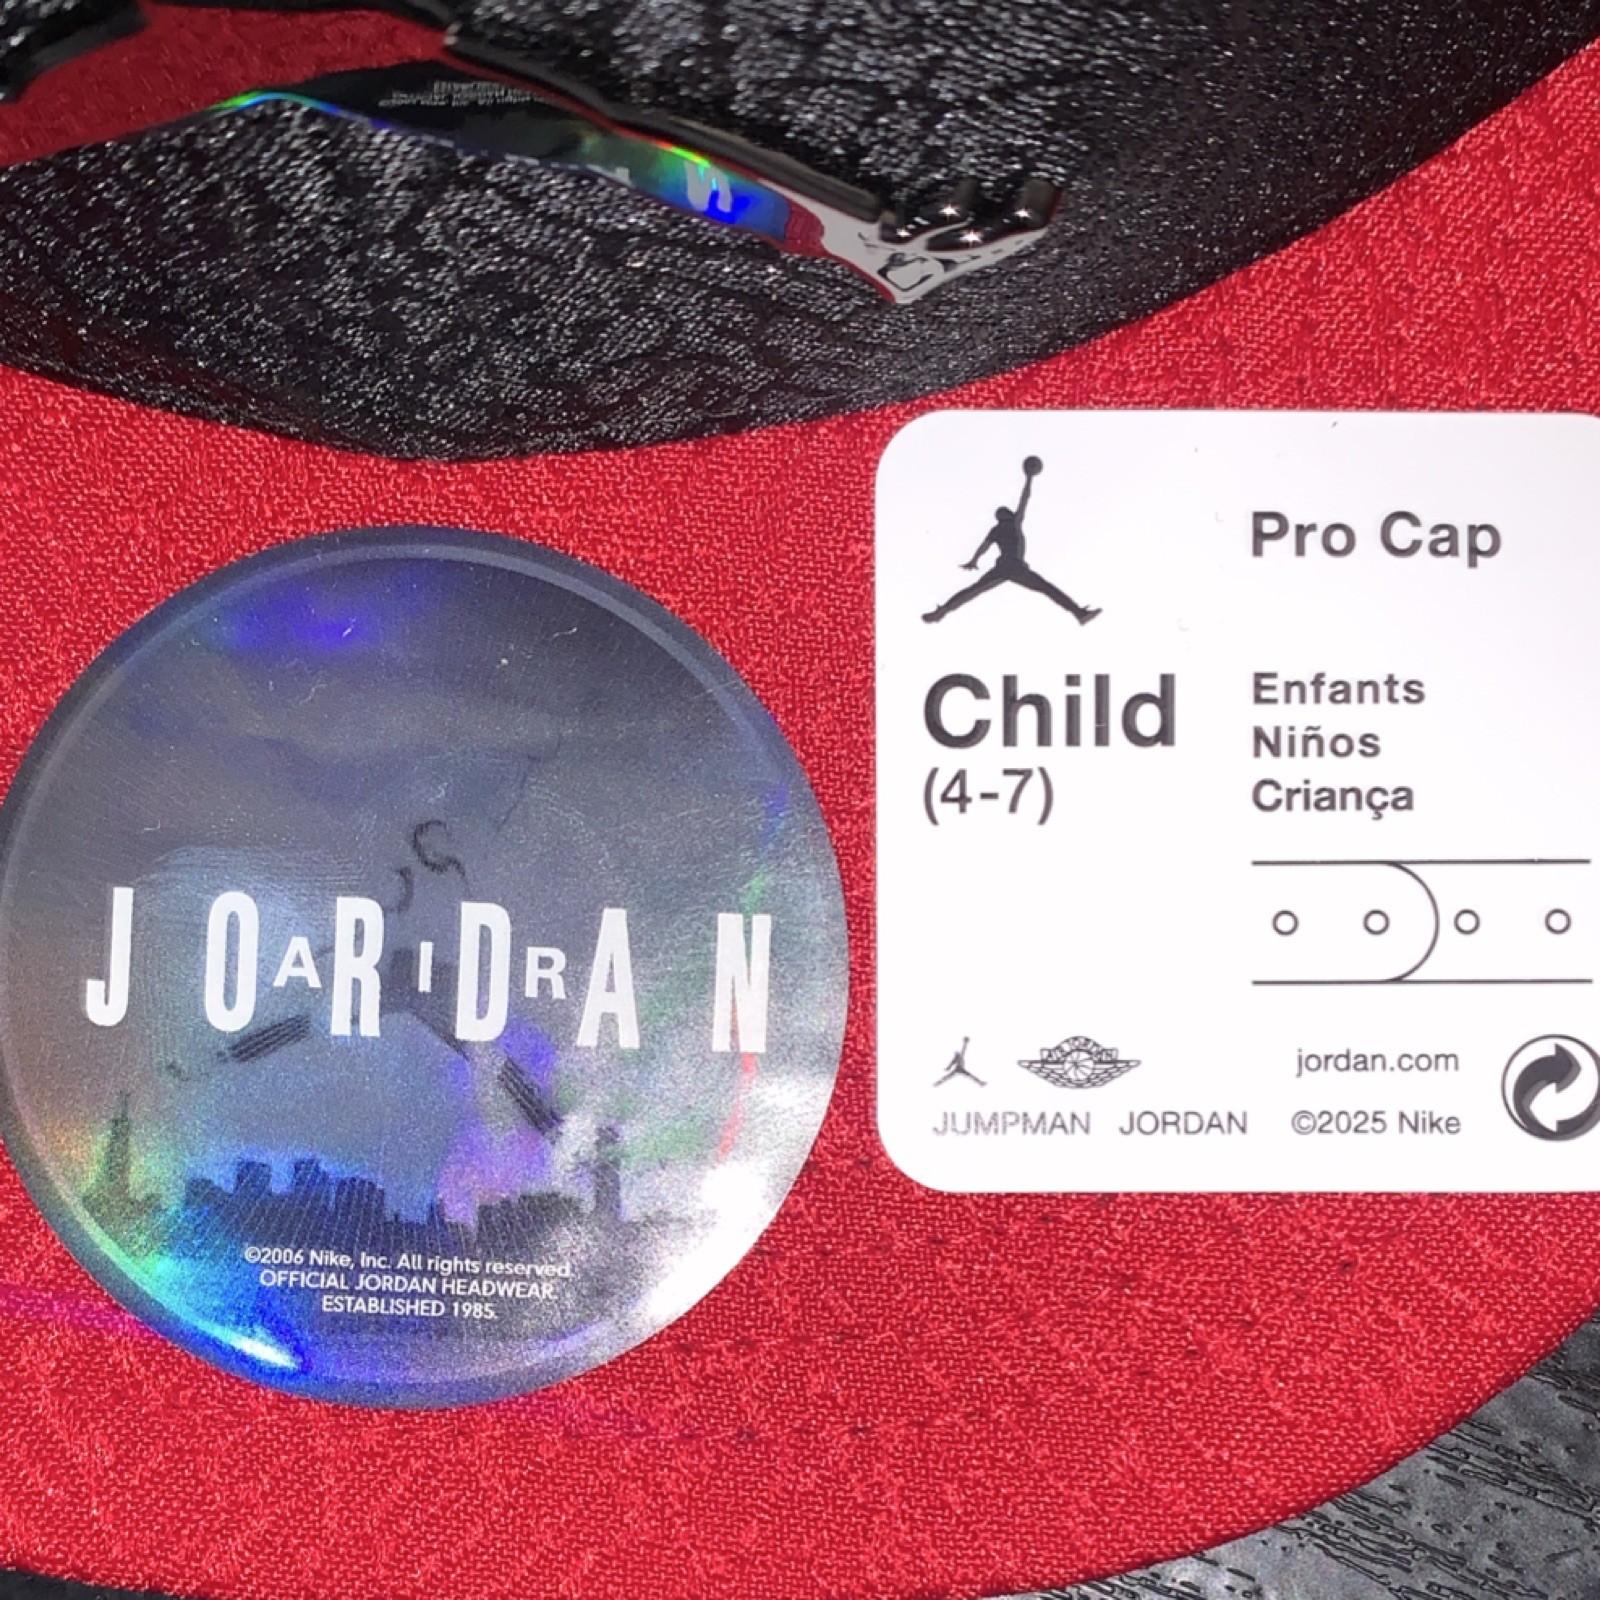 JORDAN
AIR
©2006 Nike, Inc. All rights reserved.
OFFICIAL JORDAN HEADWEAR.
ESTABLISHED 1985.
Pro Cap
Child
(4-7)
Enfants
Niños
Criança
jordan.com
JUMPMAN JORDAN ©2025 Nike